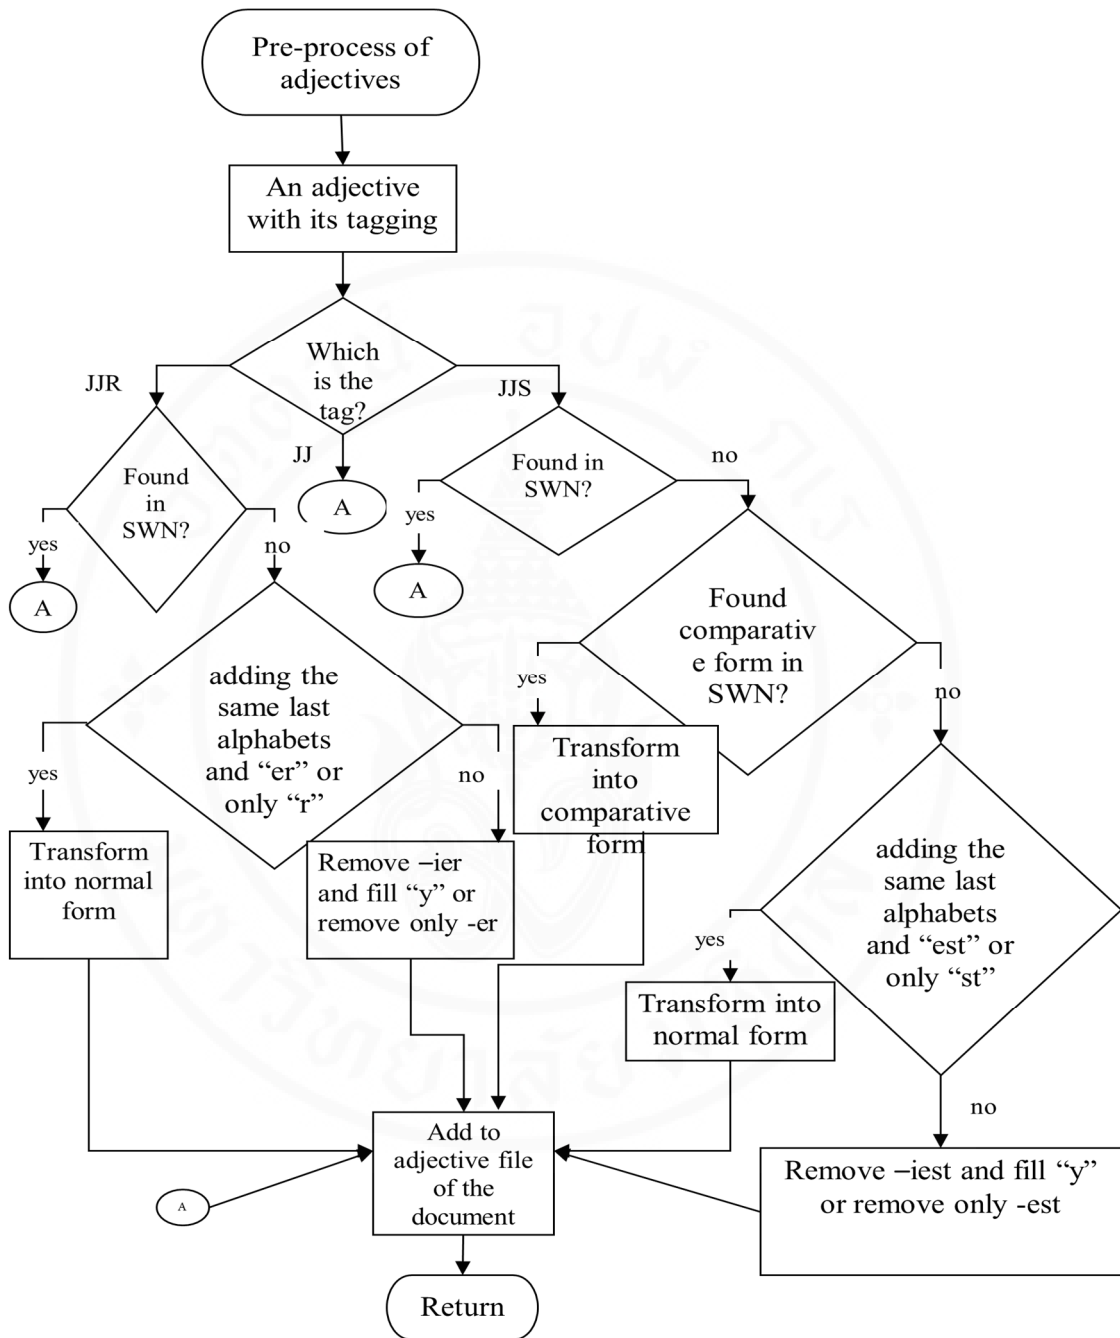 Pre-process of
adjectives
An adjective
with its tagging
Which
is the
tag?
JJR
JJ
JJS
Found
in
SWN?
A
Found in
SWN?
no
yes
no
yes
A
A
Found
comparativ
e form in
SWN?
adding the
same last
alphabets
and “er” or
only “r”
yes
no
yes
no
Transform
into
comparative
form
Transform
into normal
form
Remove –ier
and fill “y” or
remove only -er
adding the
same last
alphabets
and “est” or
only “st”
yes
Transform into
normal form
no
Add to
adjective file
of the
document
A
Remove –iest and fill “y”
or remove only -est
Return